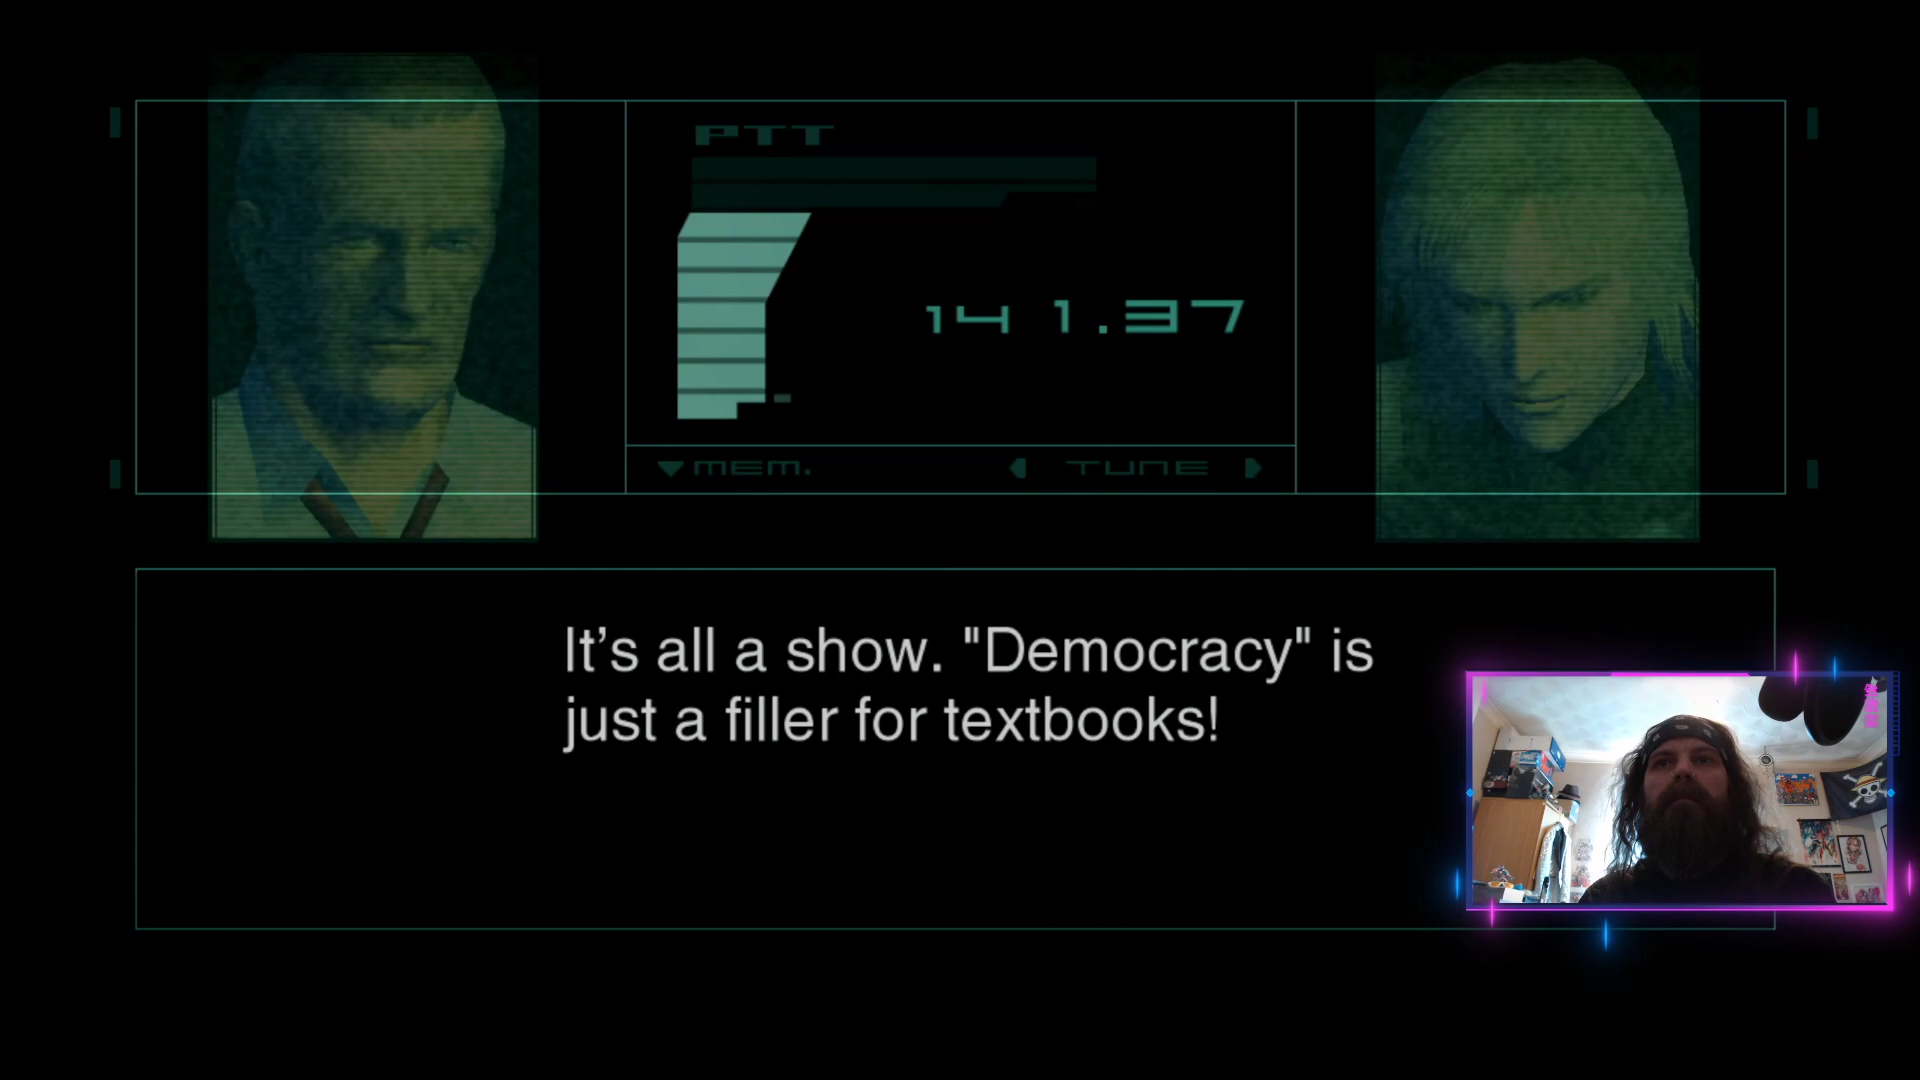 PTT
141.37
MEM.
TUNE
It’s all a show. "Democracy" is
just a filler for textbooks!